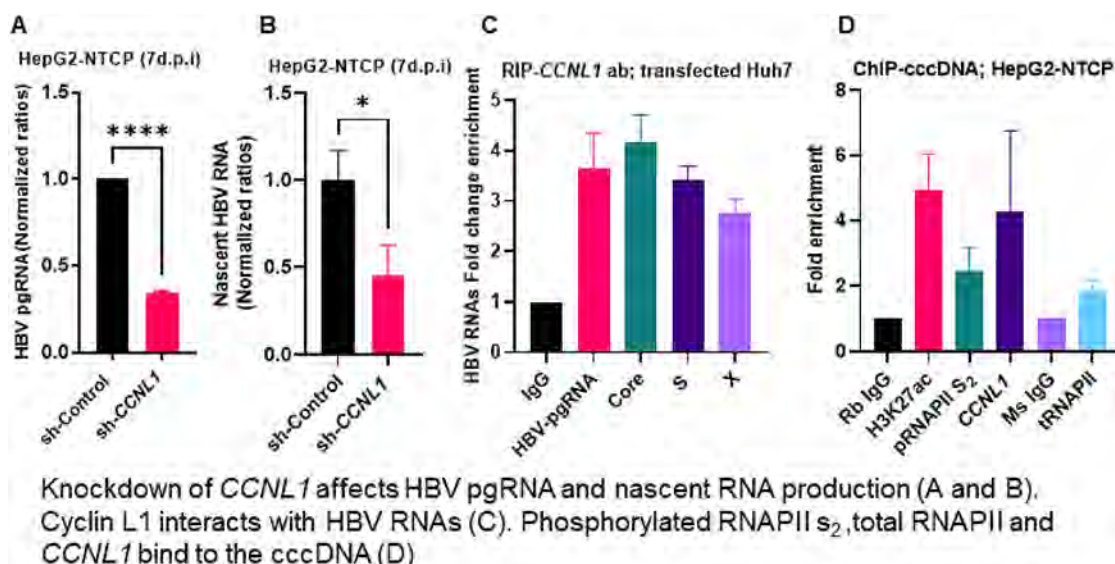 A
HepG2-NTCP (7d.p.i)
HBV pgRNA(Normalized ratios)
1.5
1.0
0.5
0.0
****
sh-Control
sh-CCNL1
B
HepG2-NTCP (7d.p.i)
Nascent HBV RNA
(Normalized ratios)
1.5
1.0
0.5
0.0
*
sh-Control
sh-CCNL1
C
RIP-CCNL1 ab; transfected Huh7
HBV RNAs Fold change enrichment
5
4
3
2
1
0
IgG
HBV-pgRNA
Core
S
X
D
ChIP-cccDNA; HepG2-NTCP
Fold enrichment
8
6
4
2
0
Rb IgG
H3K27ac
pRNAPII S₂
CCNL1
Ms IgG
tRNAPII
Knockdown of CCNL1 affects HBV pgRNA and nascent RNA production (A and B).
Cyclin L1 interacts with HBV RNAs (C). Phosphorylated RNAPII s₂,total RNAPII and
CCNL1 bind to the cccDNA (D)